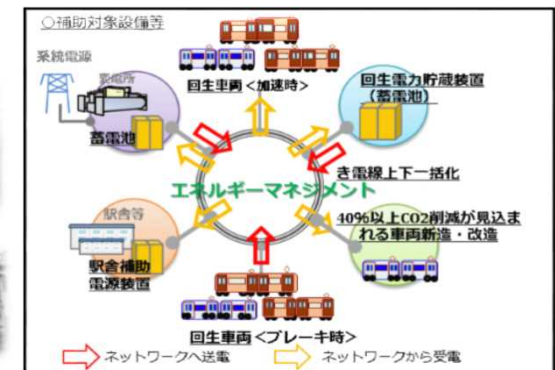 ○補助対象設備等
系統電源
変電所
蓄電池
回生車両<加速時>
回生電力貯蔵装置
（蓄電池）
き電線上下一括化
エネルギーマネジメント
駅舎等
駅舎補助
電源装置
40%以上CO2削減が見込ま
れる車両新造・改造
回生車両<ブレーキ時>
ネットワークへ送電
ネットワークから受電